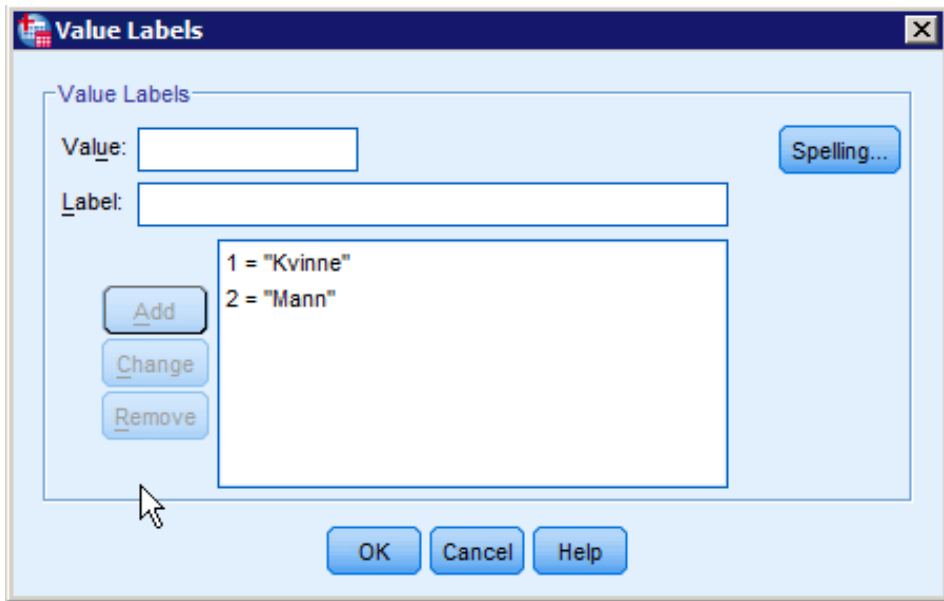 Value Labels
Value Labels
Value:
Spelling...
Label:
1 = "Kvinne"
2 = "Mann"
Add
Change
Remove
OK Cancel Help